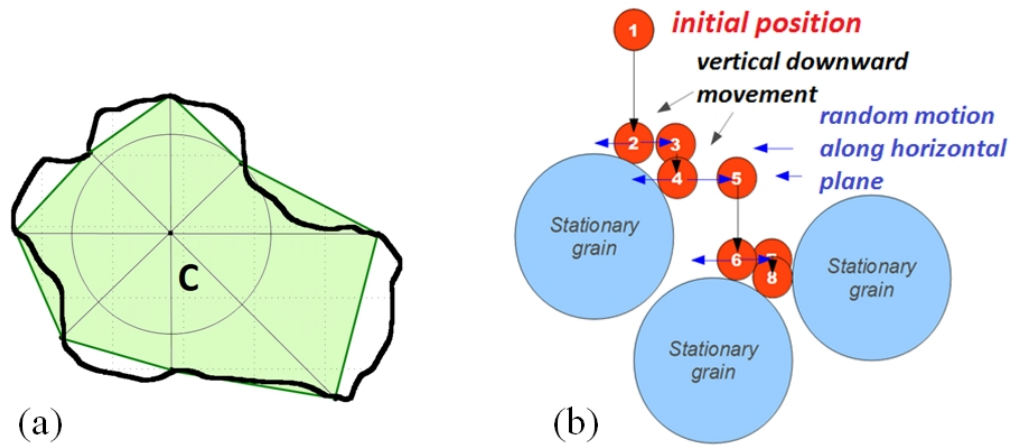 C
(a)
1
initial position
vertical downward
movement
random motion
along horizontal
plane
2
3
4
5
6
8
Stationary
grain
Stationary
grain
Stationary
grain
(b)